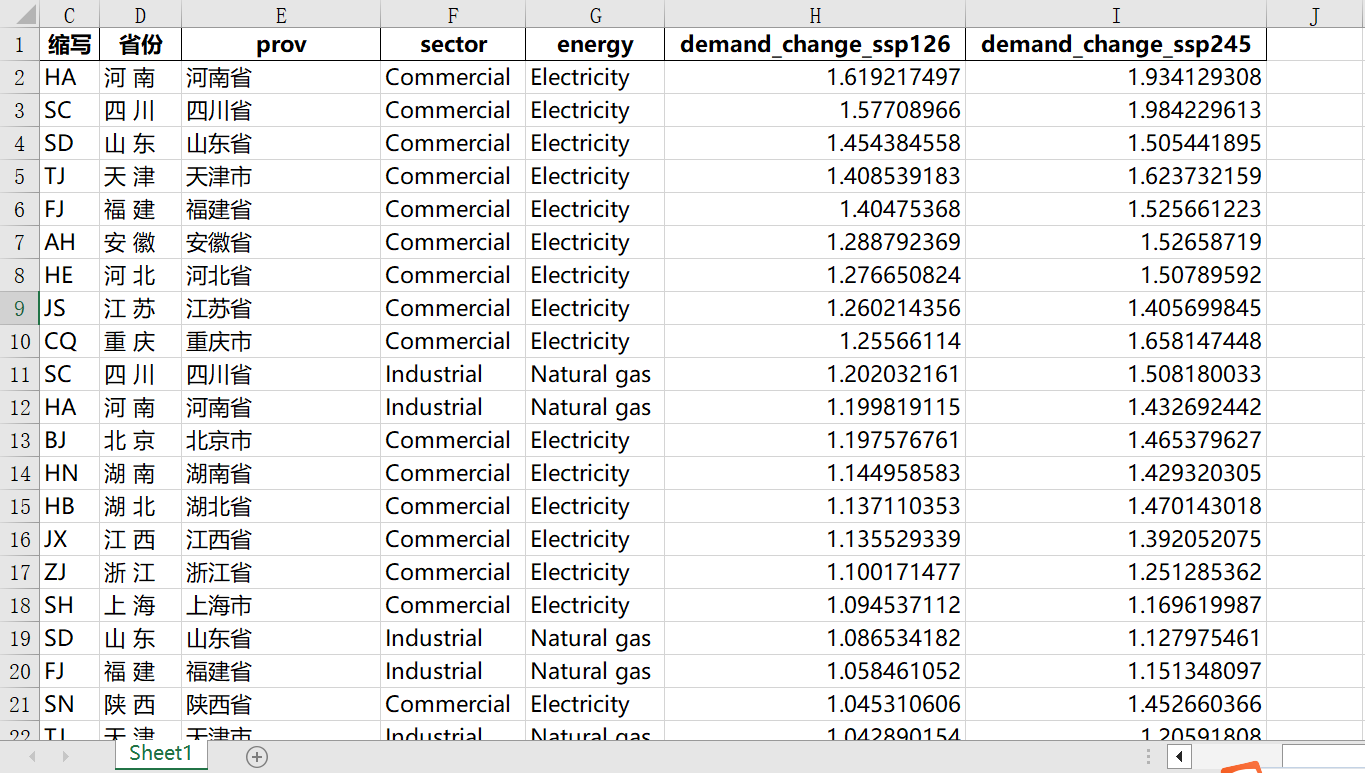 C D E F G H I J
1 缩写 省份 prov sector energy demand_change_ssp126 demand_change_ssp245
2 HA 河 南 河南省 Commercial Electricity 1.619217497 1.934129308
3 SC 四 川 四川省 Commercial Electricity 1.57708966 1.984229613
4 SD 山 东 山东省 Commercial Electricity 1.454384558 1.505441895
5 TJ 天 津 天津市 Commercial Electricity 1.408539183 1.623732159
6 FJ 福 建 福建省 Commercial Electricity 1.40475368 1.525661223
7 AH 安 徽 安徽省 Commercial Electricity 1.288792369 1.52658719
8 HE 河 北 河北省 Commercial Electricity 1.276650824 1.50789592
9 JS 江 苏 江苏省 Commercial Electricity 1.260214356 1.405699845
10 CQ 重 庆 重庆市 Commercial Electricity 1.25566114 1.658147448
11 SC 四 川 四川省 Industrial Natural gas 1.202032161 1.508180033
12 HA 河 南 河南省 Industrial Natural gas 1.199819115 1.432692442
13 BJ 北 京 北京市 Commercial Electricity 1.197576761 1.465379627
14 HN 湖 南 湖南省 Commercial Electricity 1.144958583 1.429320305
15 HB 湖 北 湖北省 Commercial Electricity 1.137110353 1.470143018
16 JX 江 西 江西省 Commercial Electricity 1.135529339 1.392052075
17 ZJ 浙 江 浙江省 Commercial Electricity 1.100171477 1.251285362
18 SH 上 海 上海市 Commercial Electricity 1.094537112 1.169619987
19 SD 山 东 山东省 Industrial Natural gas 1.086534182 1.127975461
20 FJ 福 建 福建省 Industrial Natural gas 1.058461052 1.151348097
21 SN 陕 西 陕西省 Commercial Electricity 1.045310606 1.452660366
22 TJ 天 津 天津市 Industrial Natural gas 1.042890154 1.20591808
Sheet1